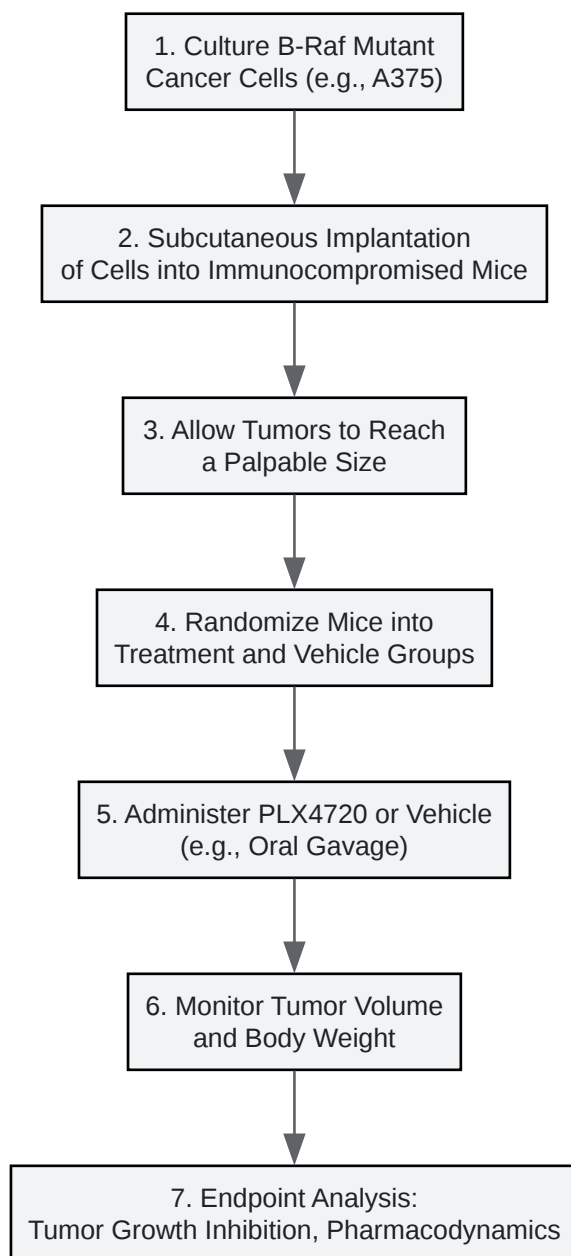 1. Culture B-Raf Mutant
Cancer Cells (e.g., A375)
2. Subcutaneous Implantation
of Cells into Immunocompromised Mice
3. Allow Tumors to Reach
a Palpable Size
4. Randomize Mice into
Treatment and Vehicle Groups
5. Administer PLX4720 or Vehicle
(e.g., Oral Gavage)
6. Monitor Tumor Volume
and Body Weight
7. Endpoint Analysis:
Tumor Growth Inhibition, Pharmacodynamics